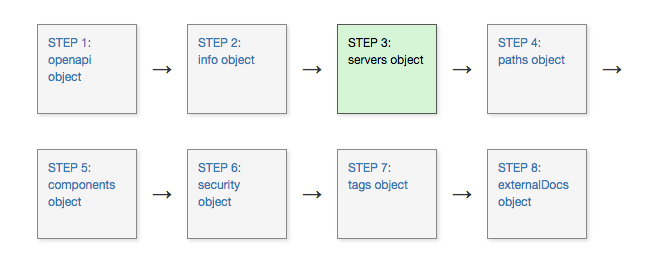 STEP 1:
openapi
object
→
STEP 2:
info object
→
STEP 3:
servers object
→
STEP 4:
paths object
→
STEP 5:
components
object
→
STEP 6:
security
object
→
STEP 7:
tags object
→
STEP 8:
externalDocs
object